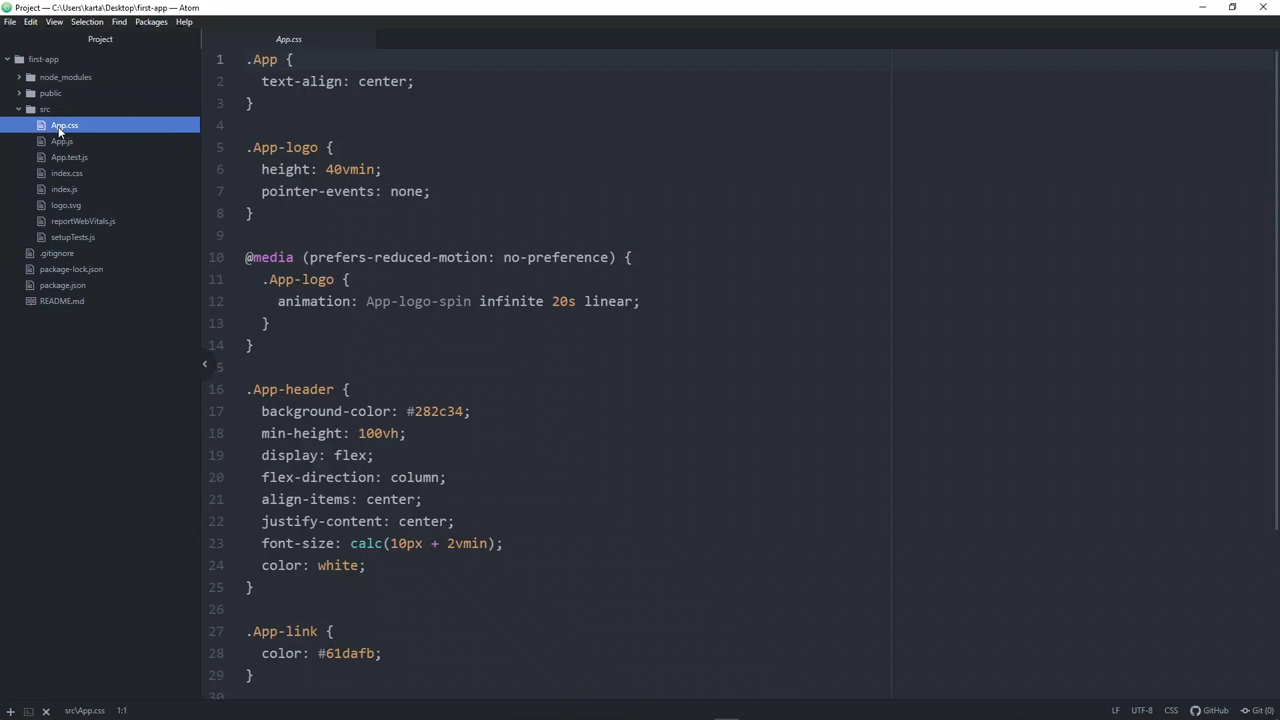 Project — C:\Users\karta\Desktop\first-app — Atom
File Edit View Selection Find Packages Help
Project
first-app
node_modules
public
src
App.css
App.js
App.test.js
index.css
index.js
logo.svg
reportWebVitals.js
setupTests.js
.gitignore
package-lock.json
package.json
README.md
App.css
1 .App {
2 text-align: center;
3 }
4
5 .App-logo {
6 height: 40vmin;
7 pointer-events: none;
8 }
9
10 @media (prefers-reduced-motion: no-preference) {
11 .App-logo {
12 animation: App-logo-spin infinite 20s linear;
13 }
14 }
15
16 .App-header {
17 background-color: #282c34;
18 min-height: 100vh;
19 display: flex;
20 flex-direction: column;
21 align-items: center;
22 justify-content: center;
23 font-size: calc(10px + 2vmin);
24 color: white;
25 }
26
27 .App-link {
28 color: #61dafb;
29 }
30
src\App.css 1:1 LF UTF-8 CSS GitHub Git (0)